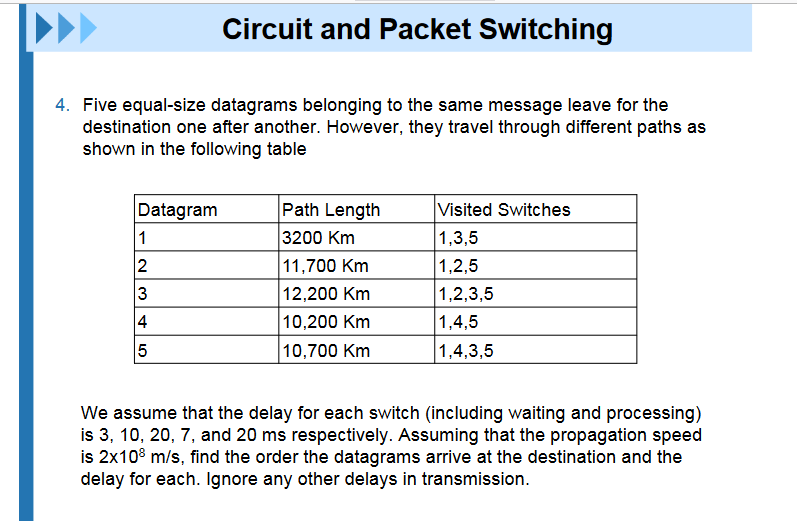 Circuit and Packet Switching
4. Five equal-size datagrams belonging to the same message leave for the
destination one after another. However, they travel through different paths as
shown in the following table
Datagram Path Length Visited Switches
1 3200 Km 1,3,5
2 11,700 Km 1,2,5
3 12,200 Km 1,2,3,5
4 10,200 Km 1,4,5
5 10,700 Km 1,4,3,5
We assume that the delay for each switch (including waiting and processing)
is 3, 10, 20, 7, and 20 ms respectively. Assuming that the propagation speed
is 2x10⁸ m/s, find the order the datagrams arrive at the destination and the
delay for each. Ignore any other delays in transmission.